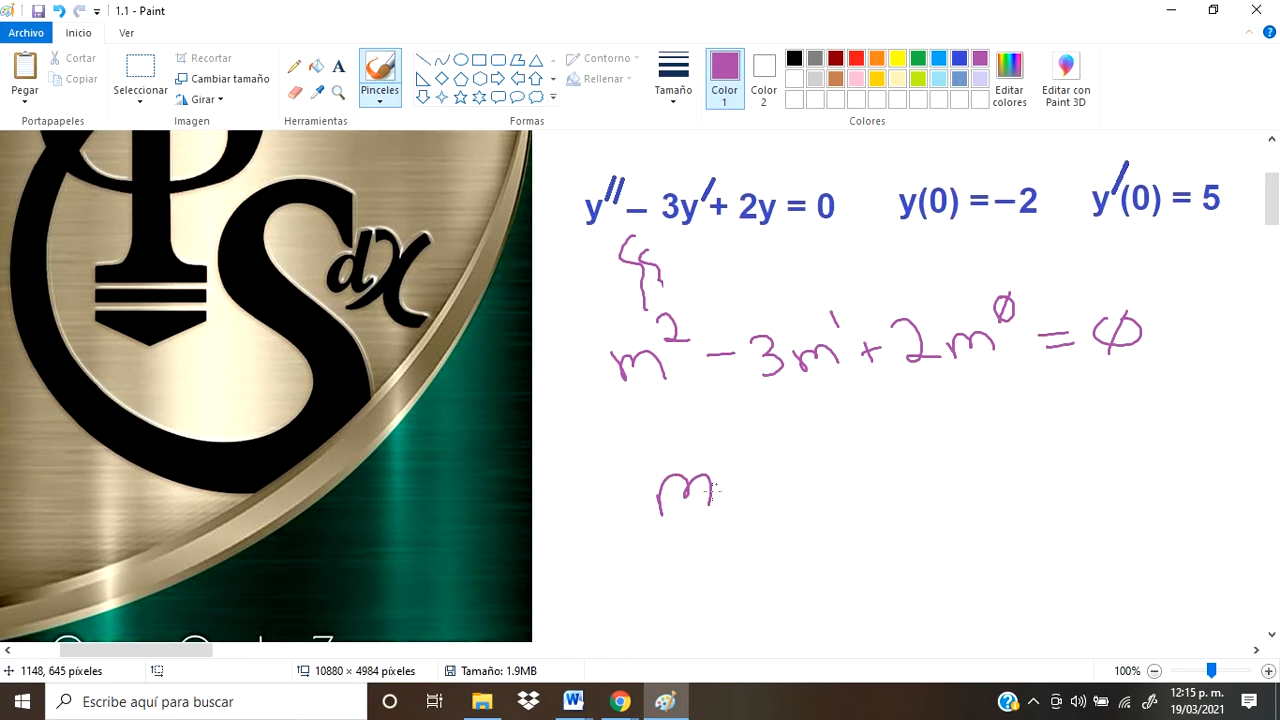 1.1 - Paint
Archivo Inicio Ver
Pegar
Cortar
Copiar
Portapapeles
Seleccionar
Recortar
Cambiar tamaño
Girar
Imagen
A
Herramientas
Pinceles
Contorno
Rellenar
Formas
Tamaño
Color 1
Color 2
Editar colores
Editar con Paint 3D
Colores
S
dx
y'' − 3y' + 2y = 0 y(0) = −2 y'(0) = 5
m² − 3m¹ + 2m⁰ = 0
m
1148, 645 píxeles 10880 × 4984 píxeles Tamaño: 1.9MB 100%
Escribe aquí para buscar
12:15 p. m.
19/03/2021